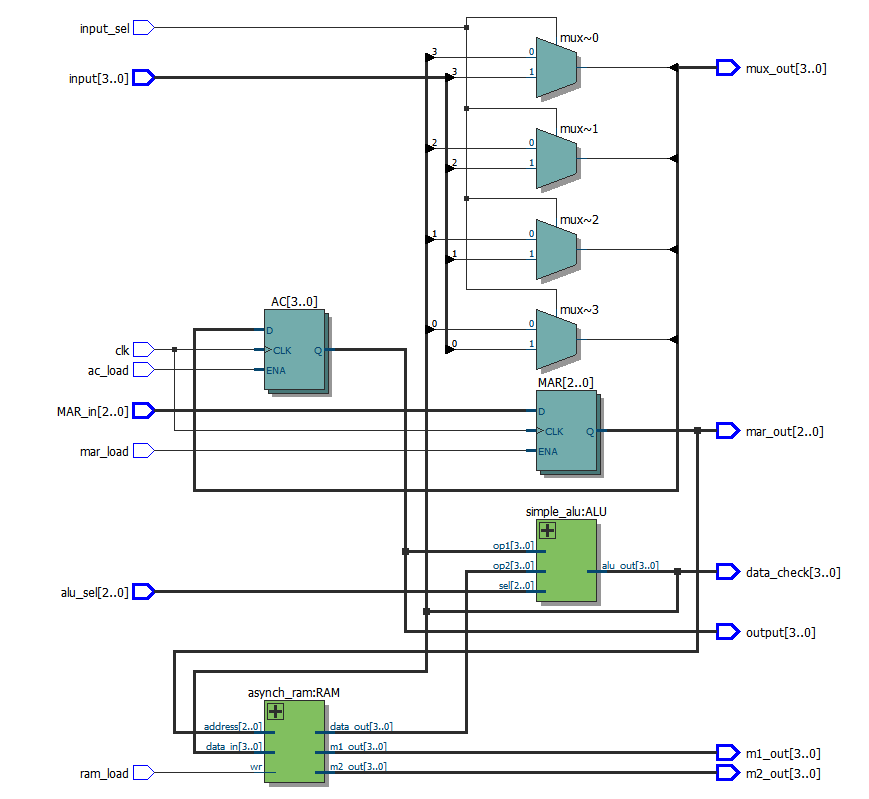 input_sel
mux~0
3
0
input[3..0]
3
1
mux_out[3..0]
mux~1
2
0
2
1
mux~2
1
0
1
1
AC[3..0]
mux~3
0
0
0
1
D
clk
CLK
Q
ac_load
ENA
MAR[2..0]
MAR_in[2..0]
D
CLK
Q
mar_out[2..0]
mar_load
ENA
simple_alu:ALU
op1[3..0]
op2[3..0]
alu_out[3..0]
data_check[3..0]
sel[2..0]
alu_sel[2..0]
output[3..0]
asynch_ram:RAM
address[2..0]
data_out[3..0]
data_in[3..0]
m1_out[3..0]
m1_out[3..0]
ram_load
wr
m2_out[3..0]
m2_out[3..0]